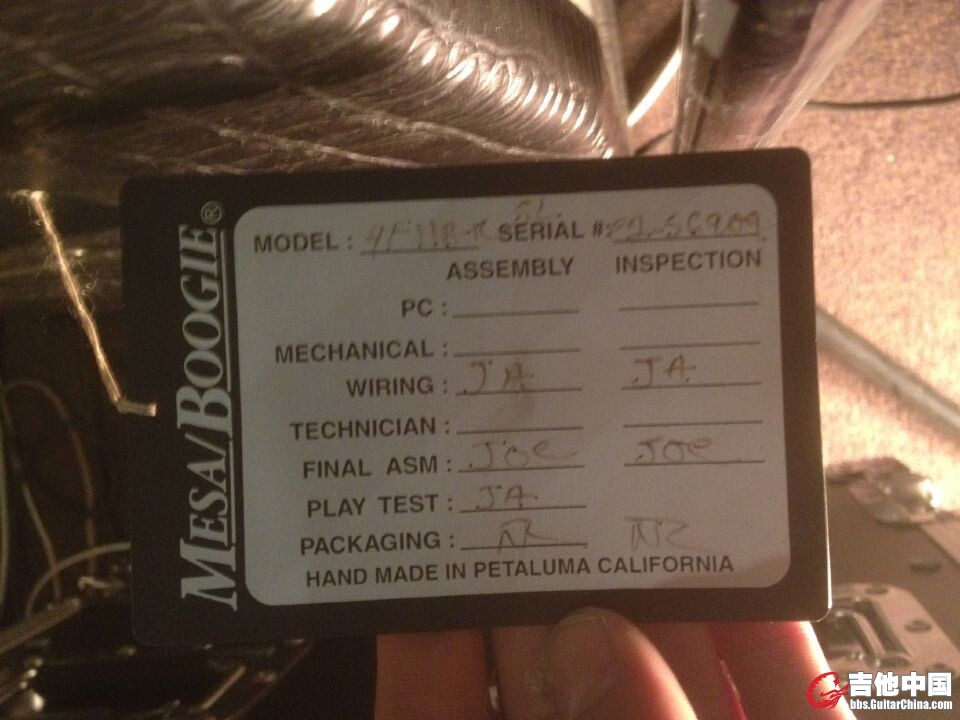 MESA/BOOGIE®
MODEL : SERIAL #
ASSEMBLY INSPECTION
PC :
MECHANICAL :
WIRING : JA JA
TECHNICIAN :
FINAL ASM : Joe Joe
PLAY TEST : JA
PACKAGING :
HAND MADE IN PETALUMA CALIFORNIA
吉他中国
bbs.GuitarChina.com